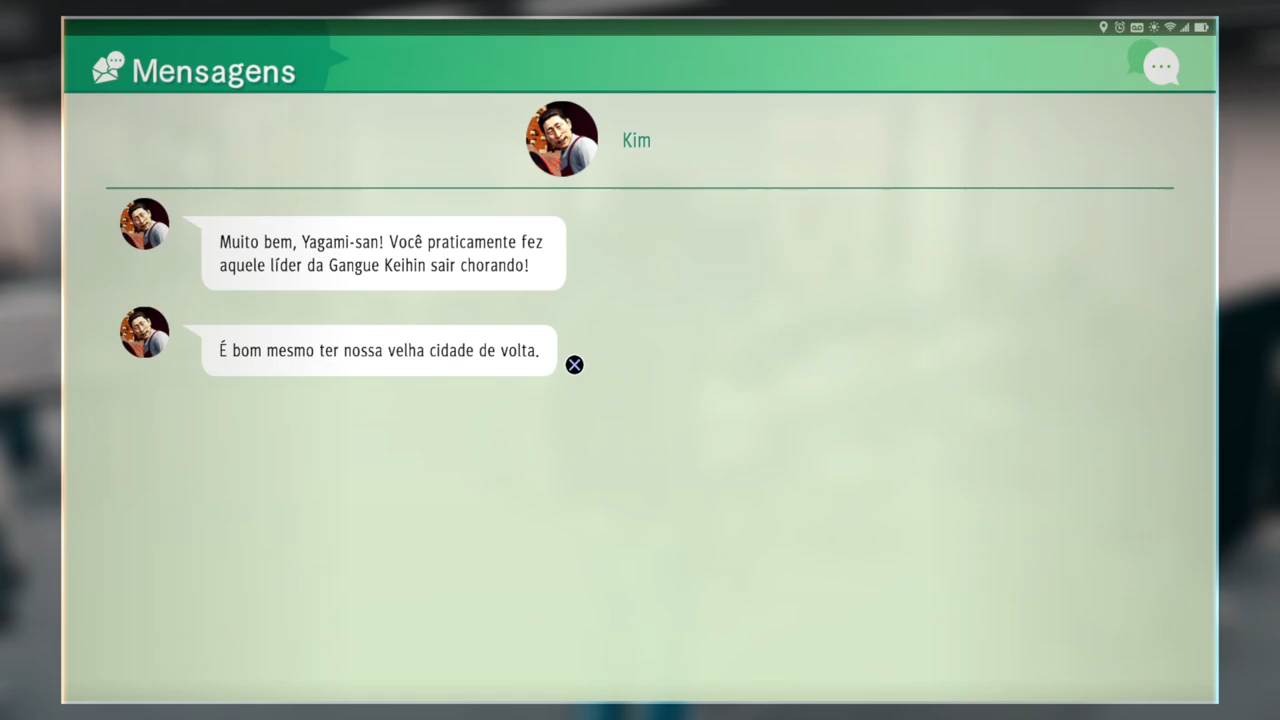 Mensagens
Kim
Muito bem, Yagami-san! Você praticamente fez
aquele líder da Gangue Keihin sair chorando!
É bom mesmo ter nossa velha cidade de volta.